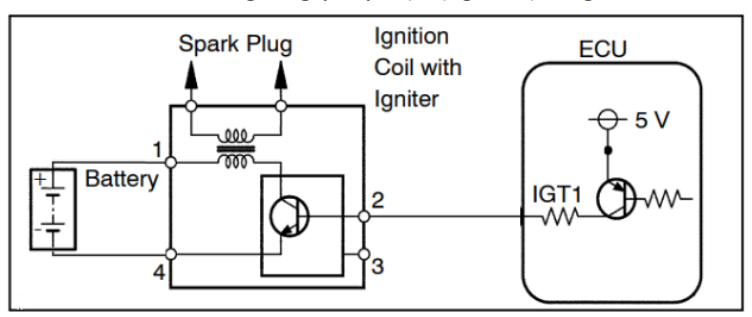 Spark Plug
Ignition
Coil with
Igniter
ECU
5 V
1
+
Battery
-
2
IGT1
4
3